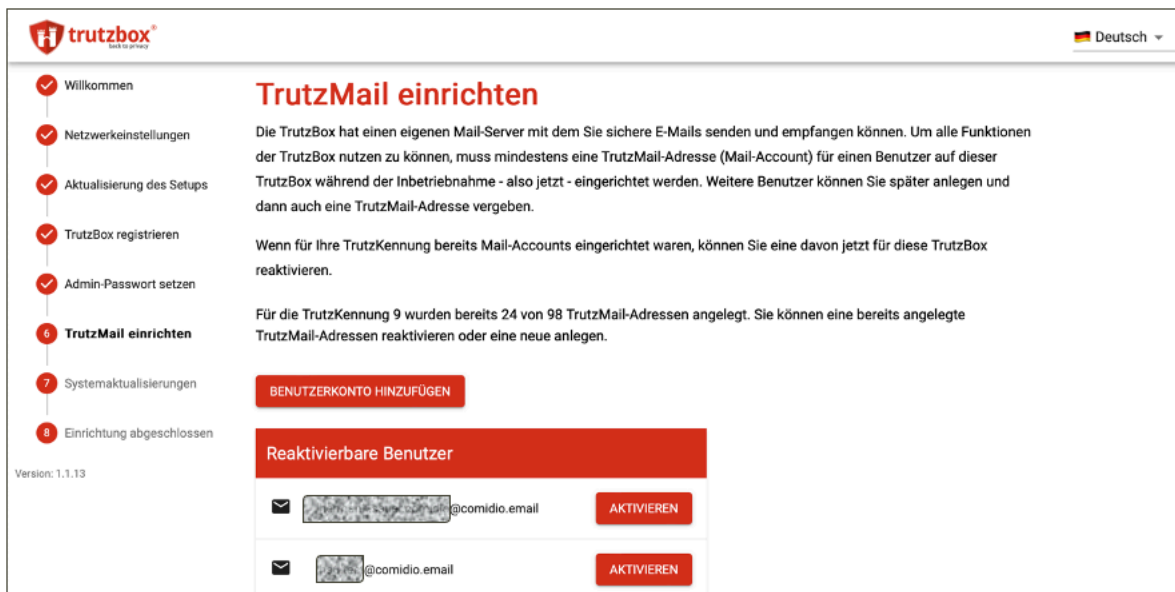 trutzbox®
back to privacy
Deutsch
Willkommen
Netzwerkeinstellungen
Aktualisierung des Setups
TrutzBox registrieren
Admin-Passwort setzen
6 TrutzMail einrichten
7 Systemaktualisierungen
8 Einrichtung abgeschlossen
Version: 1.1.13
TrutzMail einrichten
Die TrutzBox hat einen eigenen Mail-Server mit dem Sie sichere E-Mails senden und empfangen können. Um alle Funktionen
der TrutzBox nutzen zu können, muss mindestens eine TrutzMail-Adresse (Mail-Account) für einen Benutzer auf dieser
TrutzBox während der Inbetriebnahme - also jetzt - eingerichtet werden. Weitere Benutzer können Sie später anlegen und
dann auch eine TrutzMail-Adresse vergeben.
Wenn für Ihre TrutzKennung bereits Mail-Accounts eingerichtet waren, können Sie eine davon jetzt für diese TrutzBox
reaktivieren.
Für die TrutzKennung 9 wurden bereits 24 von 98 TrutzMail-Adressen angelegt. Sie können eine bereits angelegte
TrutzMail-Adressen reaktivieren oder eine neue anlegen.
BENUTZERKONTO HINZUFÜGEN
Reaktivierbare Benutzer
@comidio.email AKTIVIEREN
@comidio.email AKTIVIEREN